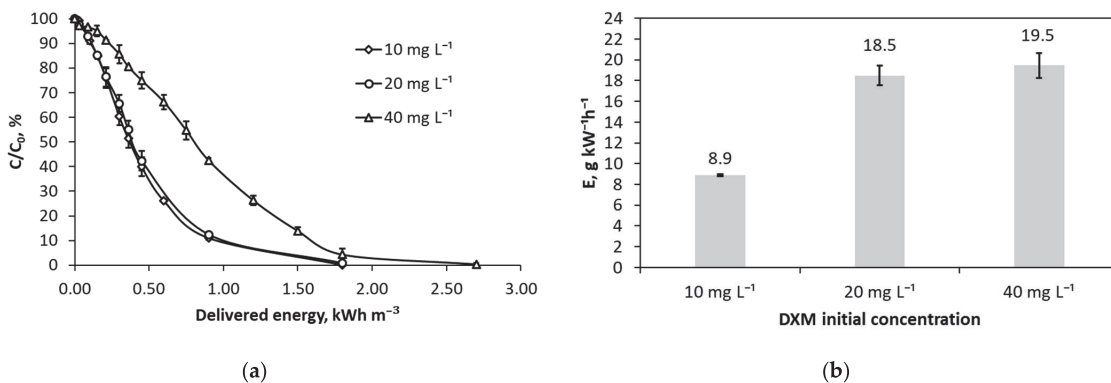 100
90
80
70
60
50
40
30
20
10
0
C/C₀, %
0.00
0.50
1.00
1.50
2.00
2.50
3.00
Delivered energy, kWh m⁻³
10 mg L⁻¹
20 mg L⁻¹
40 mg L⁻¹
(a)
24
22
20
18
16
14
12
10
8
6
4
2
0
E, g kW⁻¹h⁻¹
8.9
18.5
19.5
10 mg L⁻¹
20 mg L⁻¹
40 mg L⁻¹
DXM initial concentration
(b)